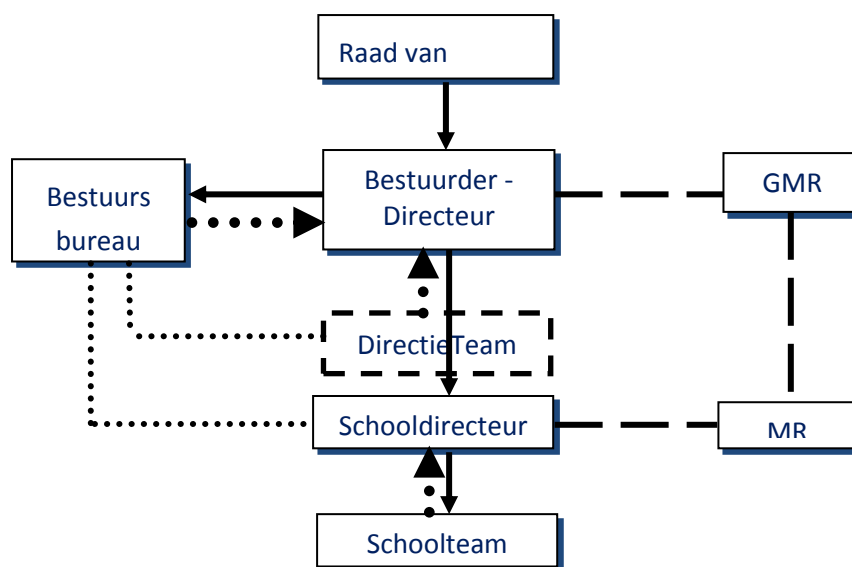 Raad van
Bestuurder -
Directeur
GMR
Bestuurs
bureau
DirectieTeam
Schooldirecteur
MR
Schoolteam